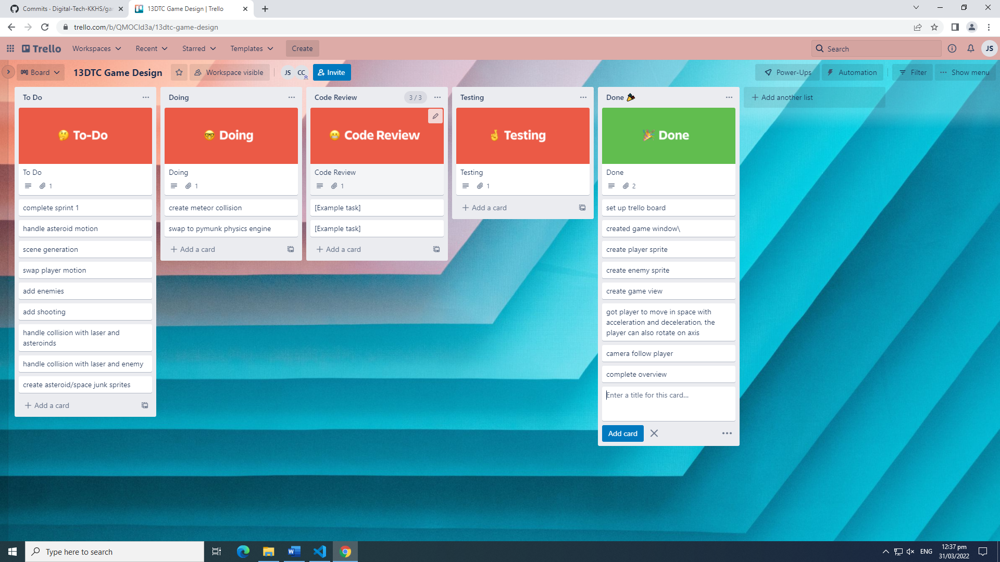 Commits · Digital-Tech-KKHS/gar
13DTC Game Design | Trello
trello.com/b/QMOCId3a/13dtc-game-design
Trello
Workspaces
Recent
Starred
Templates
Create
Search
JS
Board
13DTC Game Design
Workspace visible
JS
CC
Invite
Power-Ups
Automation
Filter
Show menu
To Do
To-Do
To Do
1
complete sprint 1
handle asteroid motion
scene generation
swap player motion
add enemies
add shooting
handle collision with laser and
asteroinds
handle collision with laser and enemy
create asteroid/space junk sprites
Add a card
Doing
Doing
Doing
1
create meteor collision
swap to pymunk physics engine
Add a card
Code Review
3 / 3
Code Review
Code Review
1
[Example task]
[Example task]
Add a card
Testing
Testing
Testing
1
Add a card
Done
Done
Done
2
set up trello board
created game window\
create player sprite
create enemy sprite
create game view
got player to move in space with
acceleration and deceleration, the
player can also rotate on axis
camera follow player
complete overview
Enter a title for this card...
Add card
Add another list
Type here to search
ENG
12:37 pm
31/03/2022